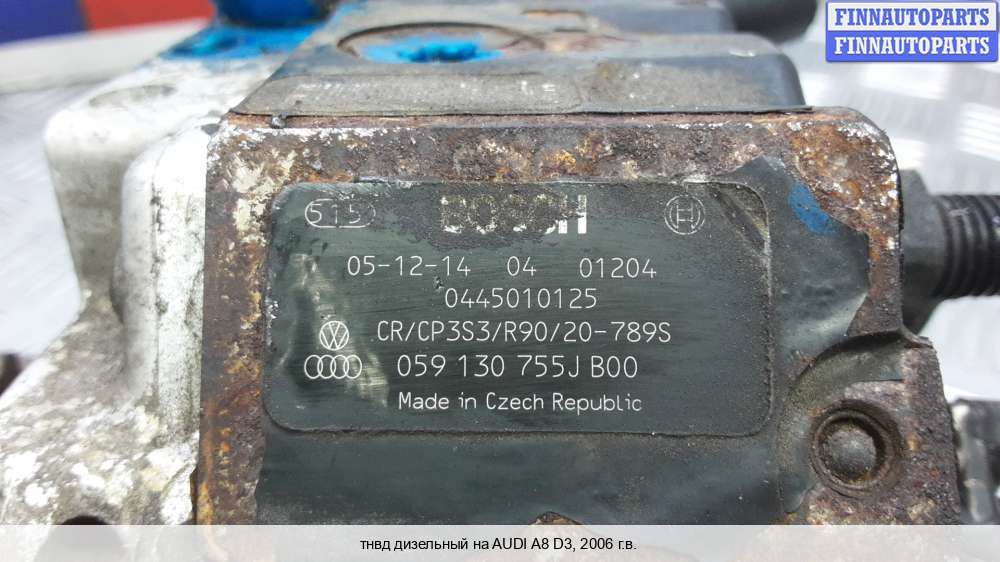 FINNAUTOPARTS
FINNAUTOPARTS
515 BOSCH H
05-12-14 04 01204
0445010125
CR/CP3S3/R90/20-789S
059 130 755J B00
Made in Czech Republic
тнвд дизельный на AUDI A8 D3, 2006 г.в.